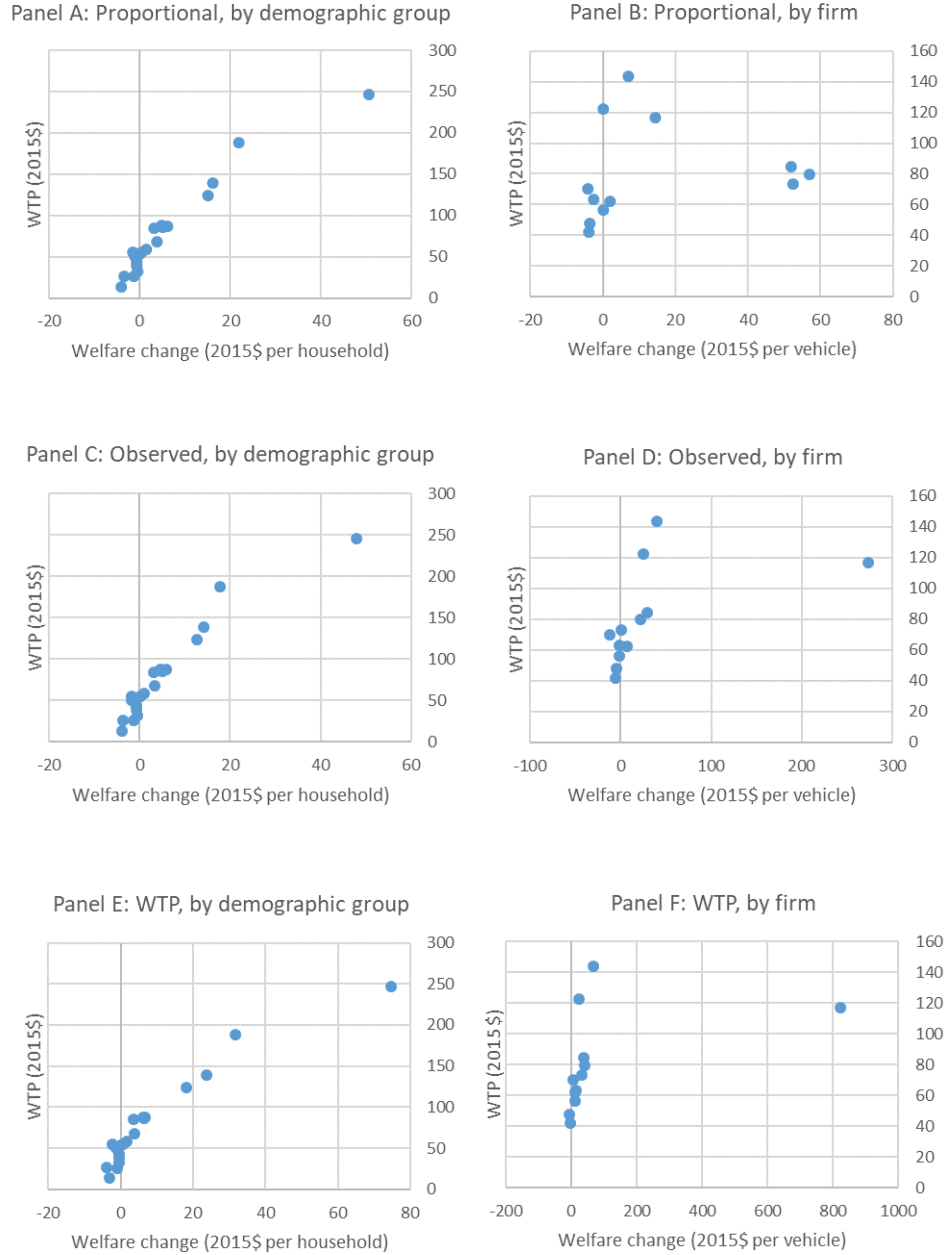 Panel A: Proportional, by demographic group
300
250
200
150
100
50
0
WTP (2015$)
-20 0 20 40 60
Welfare change (2015$ per household)
Panel B: Proportional, by firm
160
140
120
100
80
60
40
20
0
WTP (2015$)
-20 0 20 40 60 80
Welfare change (2015$ per vehicle)
Panel C: Observed, by demographic group
300
250
200
150
100
50
0
WTP (2015$)
-20 0 20 40 60
Welfare change (2015$ per household)
Panel D: Observed, by firm
160
140
120
100
80
60
40
20
0
WTP (2015$)
-100 0 100 200 300
Welfare change (2015$ per vehicle)
Panel E: WTP, by demographic group
300
250
200
150
100
50
0
WTP (2015$)
-20 0 20 40 60 80
Welfare change (2015$ per household)
Panel F: WTP, by firm
160
140
120
100
80
60
40
20
0
WTP (2015$)
-200 0 200 400 600 800 1000
Welfare change (2015$ per vehicle)